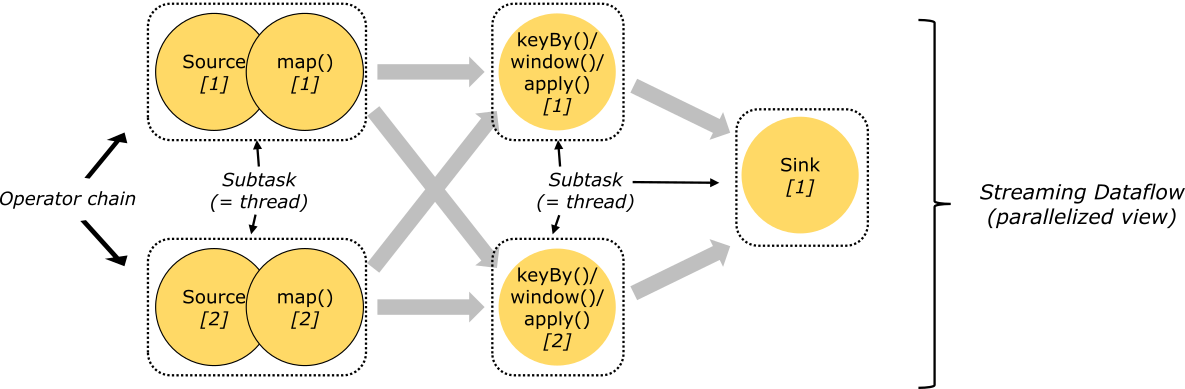 Source
[1]
map()
[1]
keyBy()/
window()/
apply()
[1]
Operator chain
Subtask
(= thread)
Subtask
(= thread)
Sink
[1]
Streaming Dataflow
(parallelized view)
Source
[2]
map()
[2]
keyBy()/
window()/
apply()
[2]